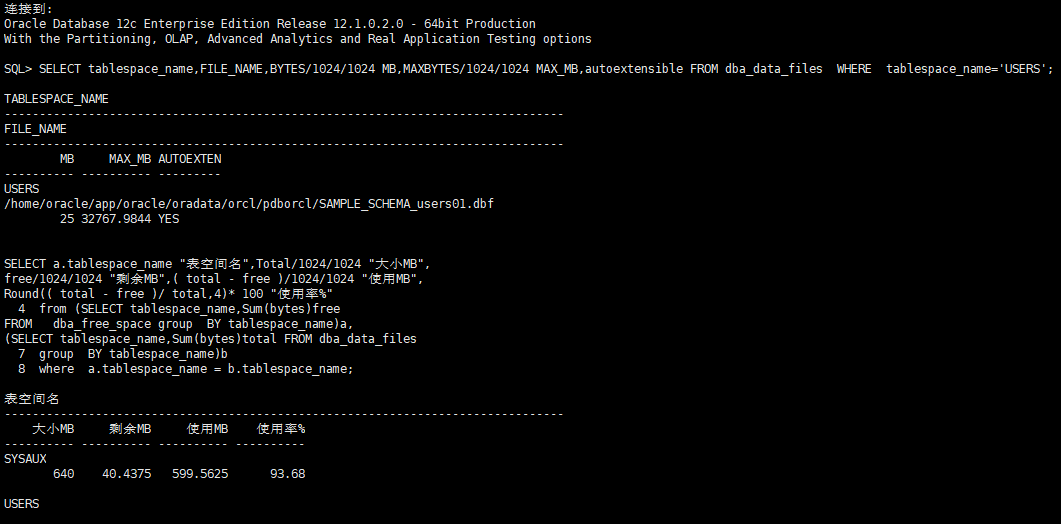 连接到:
Oracle Database 12c Enterprise Edition Release 12.1.0.2.0 - 64bit Production
With the Partitioning, OLAP, Advanced Analytics and Real Application Testing options
SQL> SELECT tablespace_name,FILE_NAME,BYTES/1024/1024 MB,MAXBYTES/1024/1024 MAX_MB,autoextensible FROM dba_data_files  WHERE  tablespace_name='USERS';
TABLESPACE_NAME
--------------------------------------------------------------------------------
FILE_NAME
--------------------------------------------------------------------------------
        MB     MAX_MB AUTOEXTEN
---------- ---------- ---------
USERS
/home/oracle/app/oracle/oradata/orcl/pdborcl/SAMPLE_SCHEMA_users01.dbf
        25 32767.9844 YES
SELECT a.tablespace_name "表空间名",Total/1024/1024 "大小MB",
free/1024/1024 "剩余MB",( total - free )/1024/1024 "使用MB",
Round(( total - free )/ total,4)* 100 "使用率%"
  4  from (SELECT tablespace_name,Sum(bytes)free
FROM   dba_free_space group  BY tablespace_name)a,
(SELECT tablespace_name,Sum(bytes)total FROM dba_data_files
  7  group  BY tablespace_name)b
  8  where  a.tablespace_name = b.tablespace_name;
表空间名
--------------------------------------------------------------------------------
    大小MB     剩余MB     使用MB    使用率%
---------- ---------- ---------- ----------
SYSAUX
       640    40.4375   599.5625      93.68
USERS